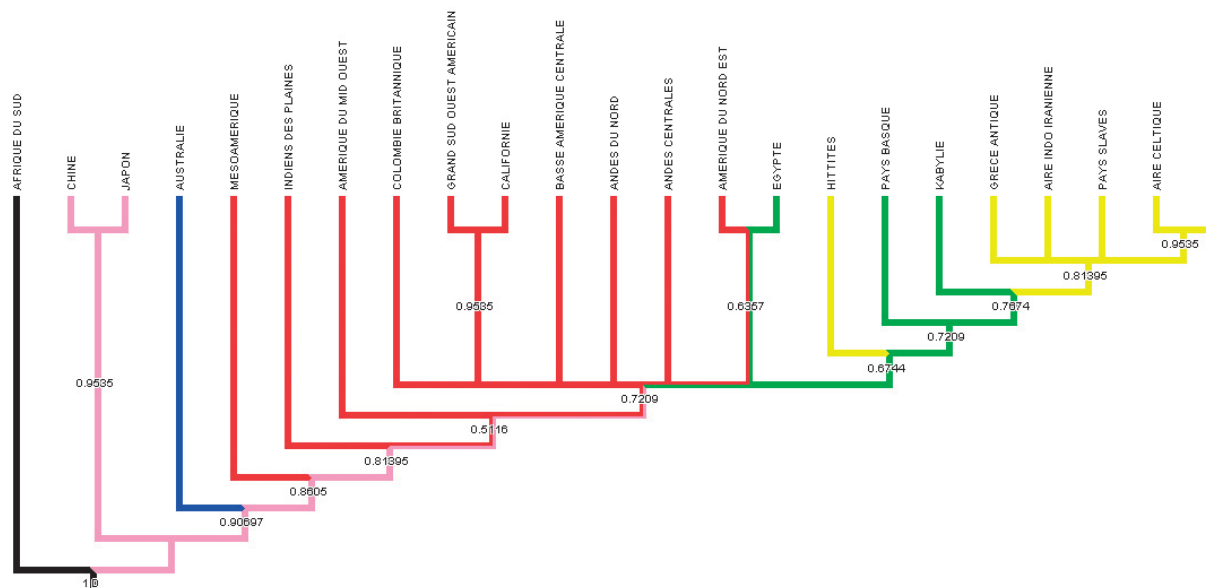 AFRIQUE DU SUD
CHINE
JAPON
AUSTRALIE
MESOAMERIQUE
INDIENS DES PLAINES
AMERIQUE DU MID OUEST
COLOMBIE BRITANNIQUE
GRAND SUD OUEST AMERICAIN
CALIFORNIE
BASSE AMERIQUE CENTRALE
ANDES DU NORD
ANDES CENTRALES
AMERIQUE DU NORD EST
EGYPTE
HITTITES
PAYS BASQUE
KABYLIE
GRECE ANTIQUE
AIRE INDO IRANIENNE
PAYS SLAVES
AIRE CELTIQUE
0.9535
0.81395
0.9535
0.6357
0.7674
0.7209
0.6744
0.9535
0.7209
0.5116
0.81395
0.8605
0.90697
1.0